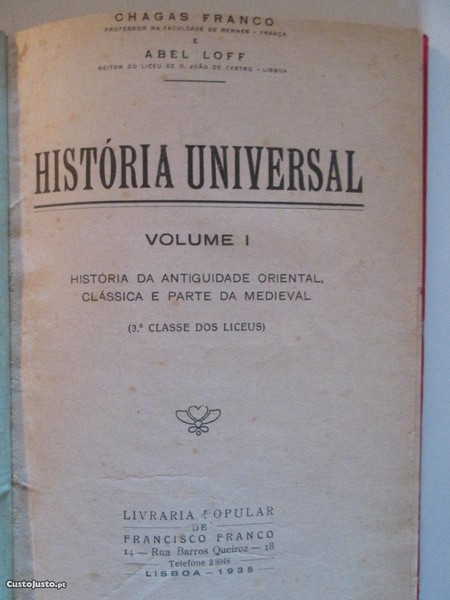 CHAGAS FRANCO
PROFESSOR NA FACULDADE DE RENNES - FRANÇA
E
ABEL LOFF
REITOR DO LICEU DE D. JOÃO DE CASTRO - LISBOA
HISTÓRIA UNIVERSAL
VOLUME I
HISTÓRIA DA ANTIGUIDADE ORIENTAL,
CLÁSSICA E PARTE DA MEDIEVAL
(3.ª CLASSE DOS LICEUS)
LIVRARIA POPULAR
DE
FRANCISCO FRANCO
14 — Rua Barros Queiroz — 18
Telefone
LISBOA — 1935
CustoJusto.pt